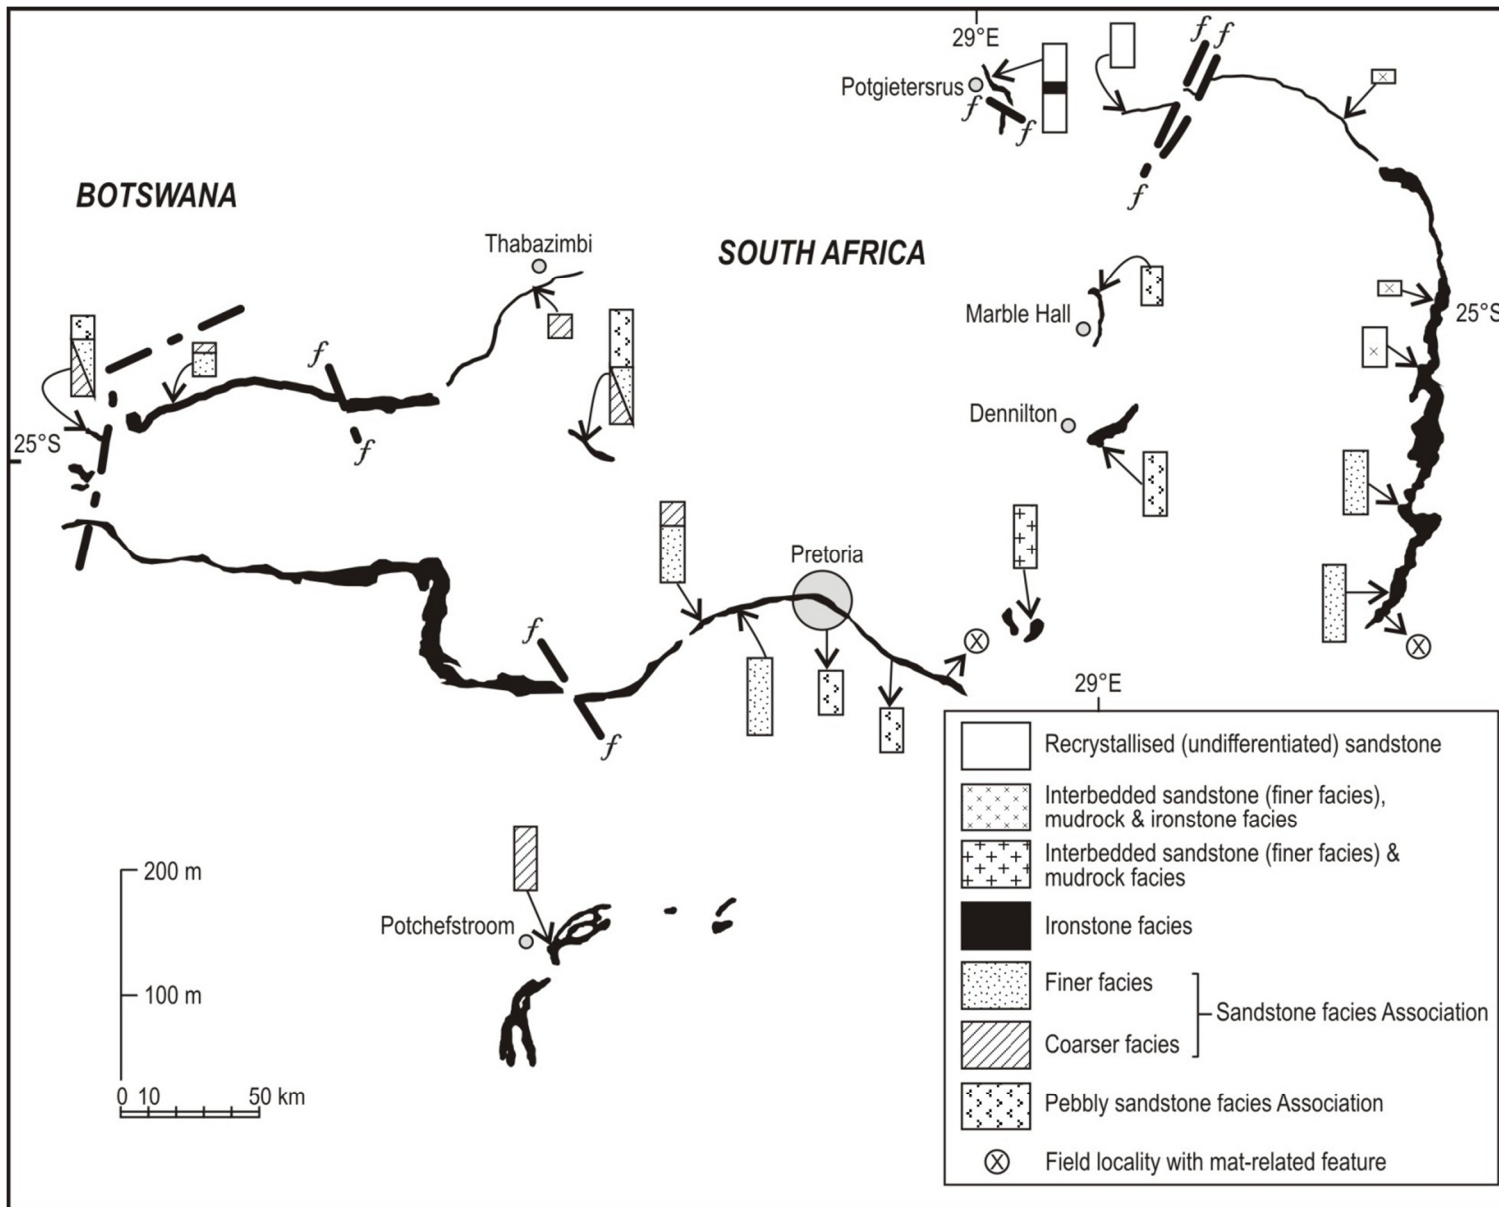 29°E
f f
Potgietersrus
f
f
f
BOTSWANA
Thabazimbi
SOUTH AFRICA
Marble Hall
25°S
f
Dennilton
25°S
f
Pretoria
f
29°E
f
Recrystallised (undifferentiated) sandstone
Interbedded sandstone (finer facies),
mudrock & ironstone facies
Interbedded sandstone (finer facies) &
mudrock facies
Ironstone facies
Finer facies
Sandstone facies Association
Coarser facies
Pebbly sandstone facies Association
Field locality with mat-related feature
200 m
Potchefstroom
100 m
0 10 50 km